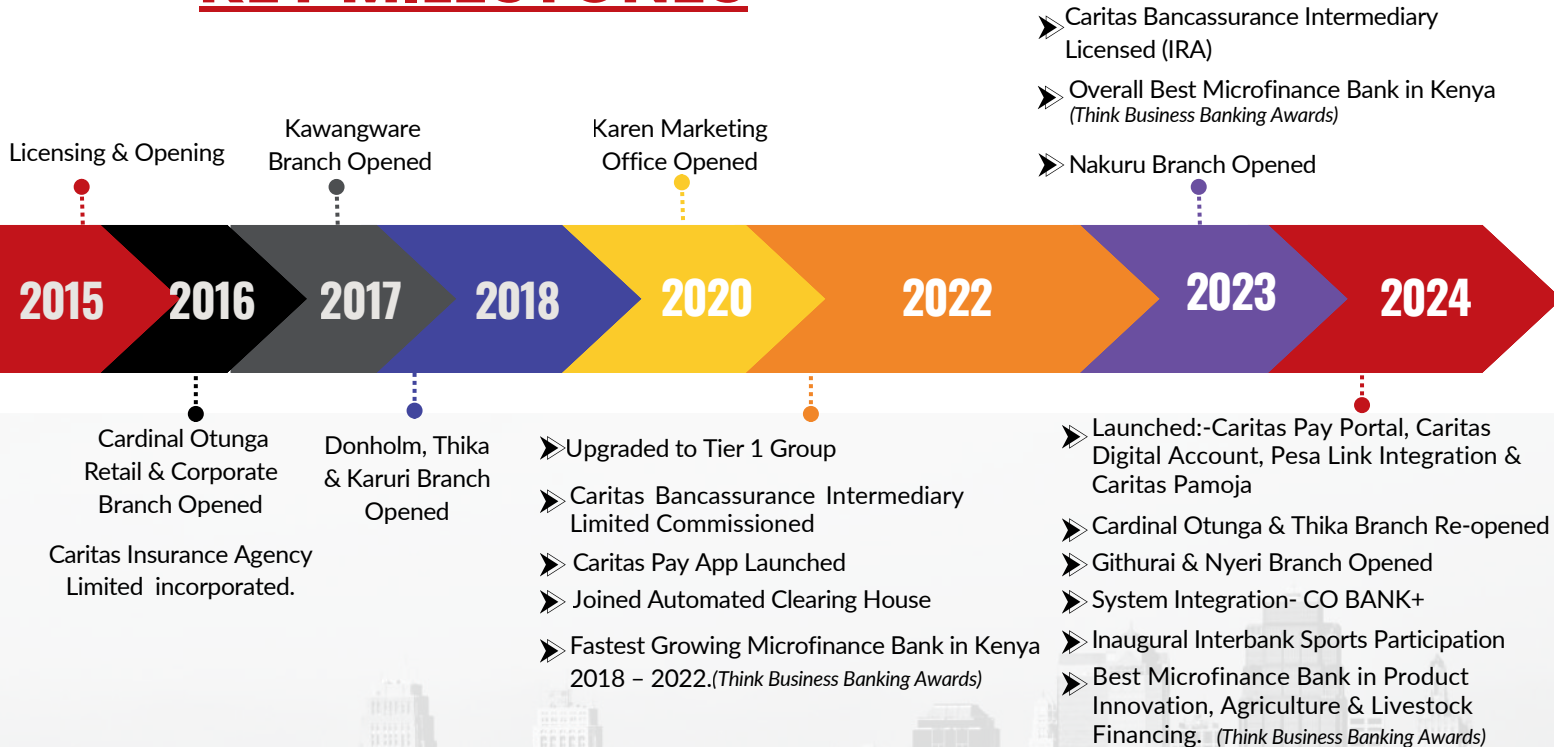 KEY MILESTONES
Caritas Bancassurance Intermediary
Licensed (IRA)
Overall Best Microfinance Bank in Kenya
(Think Business Banking Awards)
Nakuru Branch Opened
Licensing & Opening
Kawangware
Branch Opened
Karen Marketing
Office Opened
2015
2016
2017
2018
2020
2022
2023
2024
Cardinal Otunga
Retail & Corporate
Branch Opened
Caritas Insurance Agency
Limited incorporated.
Donholm, Thika
& Karuri Branch
Opened
Upgraded to Tier 1 Group
Caritas Bancassurance Intermediary
Limited Commissioned
Caritas Pay App Launched
Joined Automated Clearing House
Fastest Growing Microfinance Bank in Kenya
2018 – 2022.(Think Business Banking Awards)
Launched:-Caritas Pay Portal, Caritas
Digital Account, Pesa Link Integration &
Caritas Pamoja
Cardinal Otunga & Thika Branch Re-opened
Githurai & Nyeri Branch Opened
System Integration- CO BANK+
Inaugural Interbank Sports Participation
Best Microfinance Bank in Product
Innovation, Agriculture & Livestock
Financing. (Think Business Banking Awards)